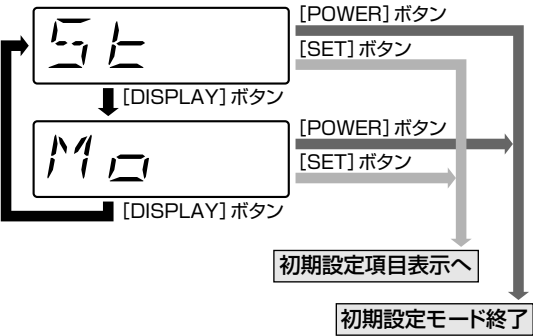 [POWER] ボタン
St
[SET] ボタン
[DISPLAY] ボタン
[POWER] ボタン
Mo
[SET] ボタン
[DISPLAY] ボタン
初期設定項目表示へ
初期設定モード終了